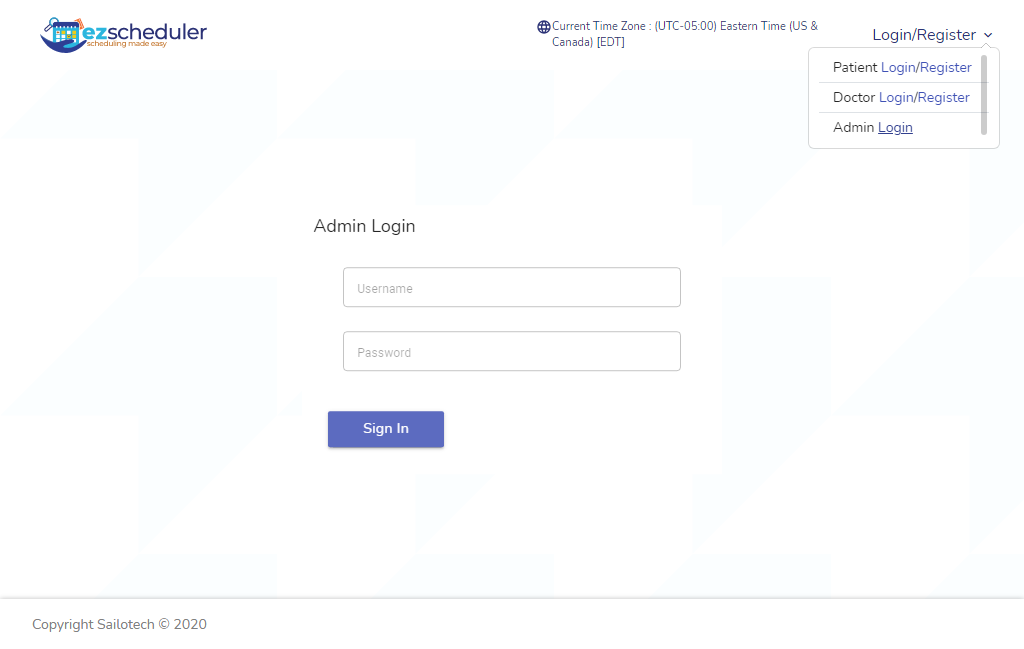 ezscheduler
scheduling made easy
Current Time Zone : (UTC-05:00) Eastern Time (US &
Canada) [EDT]
Login/Register
Patient Login/Register
Doctor Login/Register
Admin Login
Admin Login
Username
Password
Sign In
Copyright Sailotech © 2020